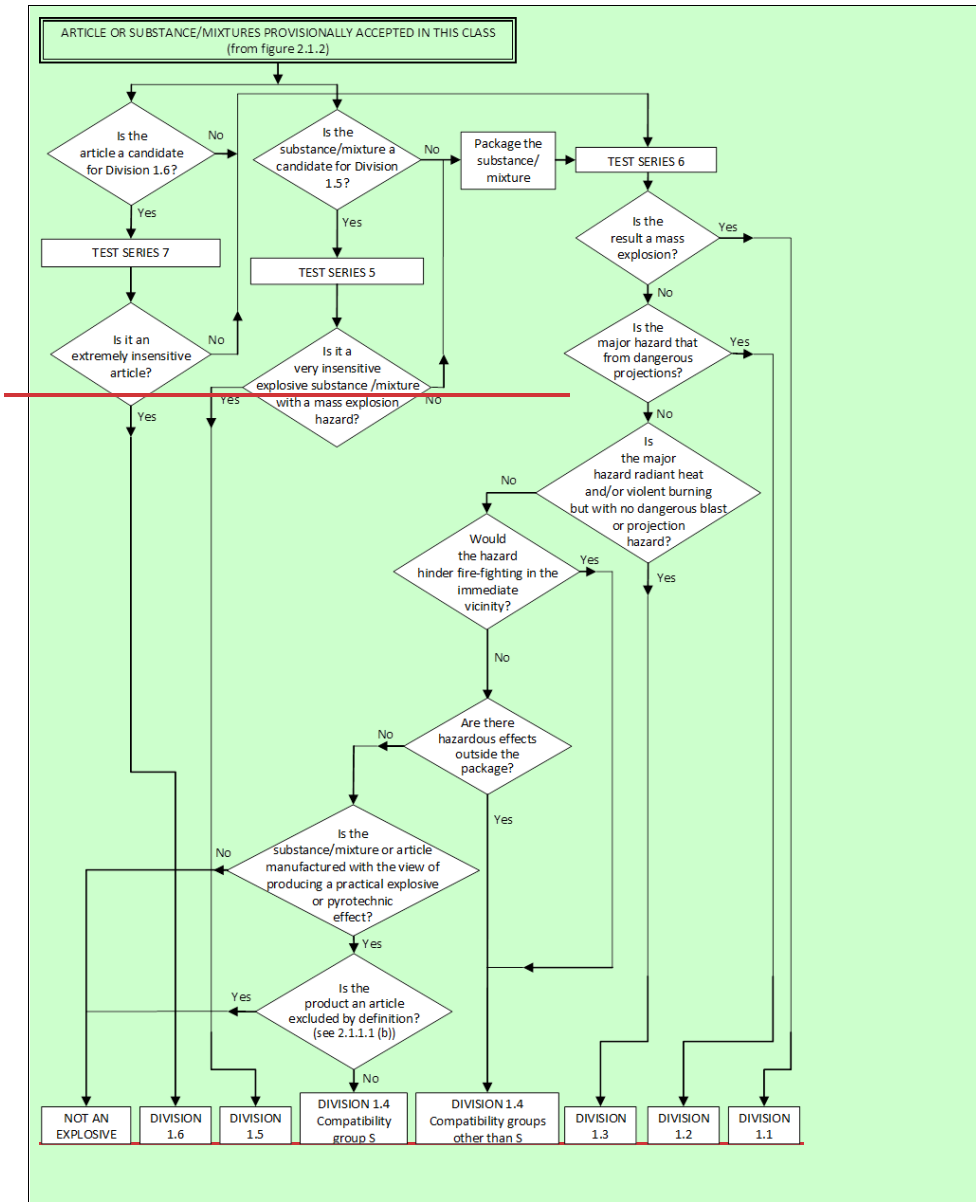 ARTICLE OR SUBSTANCE/MIXTURES PROVISIONALLY ACCEPTED IN THIS CLASS
(from figure 2.1.2)
Is the
article a candidate
for Division 1.6?
No
Yes
Is the
substance/mixture a
candidate for Division
1.5?
No
Yes
Package the
substance/
mixture
TEST SERIES 6
TEST SERIES 7
TEST SERIES 5
Is the
result a mass
explosion?
Yes
No
Is it an
extremely insensitive
article?
No
Yes
Is it a
very insensitive
explosive substance /mixture
with a mass explosion
hazard?
Yes
No
Is the
major hazard that
from dangerous
projections?
Yes
No
Is
the major
hazard radiant heat
and/or violent burning
but with no dangerous blast
or projection
hazard?
No
Yes
Would
the hazard
hinder fire-fighting in the
immediate
vicinity?
Yes
No
Are there
hazardous effects
outside the
package?
No
Yes
Is the
substance/mixture or article
manufactured with the view of
producing a practical explosive
or pyrotechnic
effect?
No
Yes
Is the
product an article
excluded by definition?
(see 2.1.1.1 (b))
Yes
No
NOT AN
EXPLOSIVE
DIVISION
1.6
DIVISION
1.5
DIVISION 1.4
Compatibility
group S
DIVISION 1.4
Compatibility groups
other than S
DIVISION
1.3
DIVISION
1.2
DIVISION
1.1